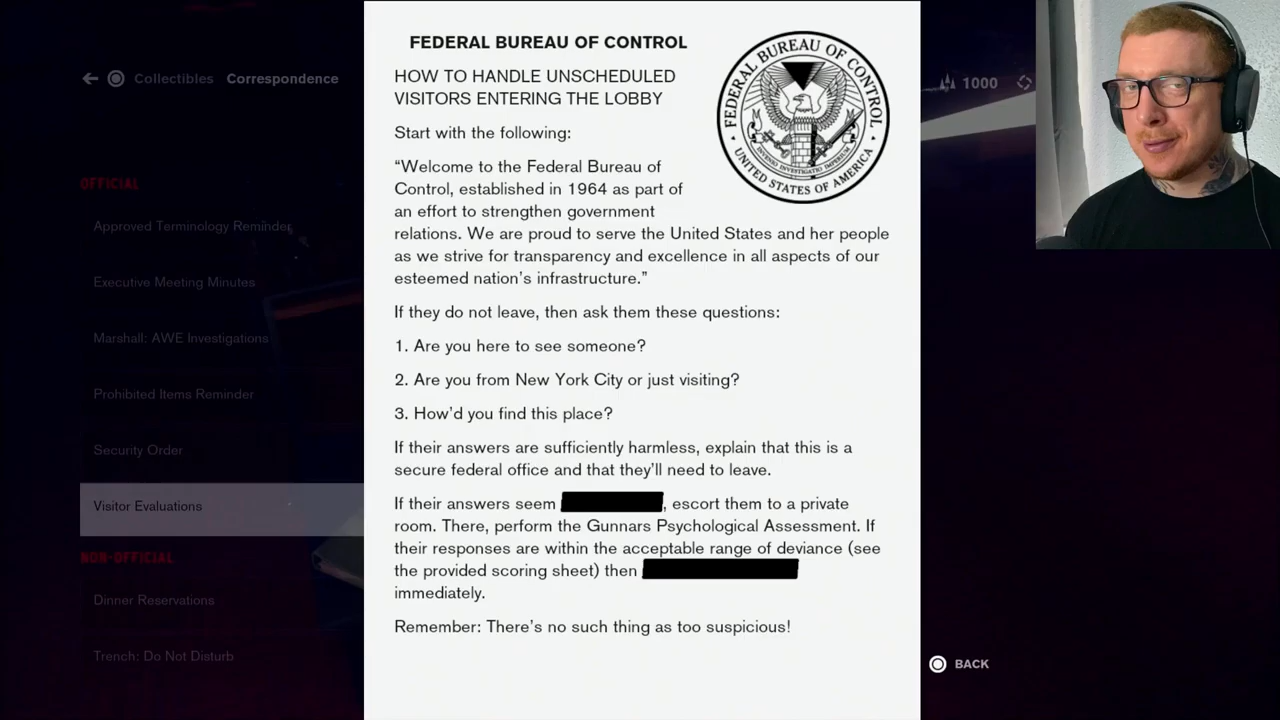 Collectibles Correspondence
1000
OFFICIAL
Approved Terminology Reminder
Executive Meeting Minutes
Marshall: AWE Investigations
Prohibited Items Reminder
Security Order
Visitor Evaluations
NON-OFFICIAL
Dinner Reservations
Trench: Do Not Disturb
FEDERAL BUREAU OF CONTROL
HOW TO HANDLE UNSCHEDULED
VISITORS ENTERING THE LOBBY
Start with the following:
“Welcome to the Federal Bureau of
Control, established in 1964 as part of
an effort to strengthen government
relations. We are proud to serve the United States and her people
as we strive for transparency and excellence in all aspects of our
esteemed nation’s infrastructure.”
If they do not leave, then ask them these questions:
1. Are you here to see someone?
2. Are you from New York City or just visiting?
3. How’d you find this place?
If their answers are sufficiently harmless, explain that this is a
secure federal office and that they’ll need to leave.
If their answers seem , escort them to a private
room. There, perform the Gunnars Psychological Assessment. If
their responses are within the acceptable range of deviance (see
the provided scoring sheet) then
immediately.
Remember: There’s no such thing as too suspicious!
FEDERAL BUREAU OF CONTROL
INVENIO INVESTIGATIO IMPERIUM
UNITED STATES OF AMERICA
BACK